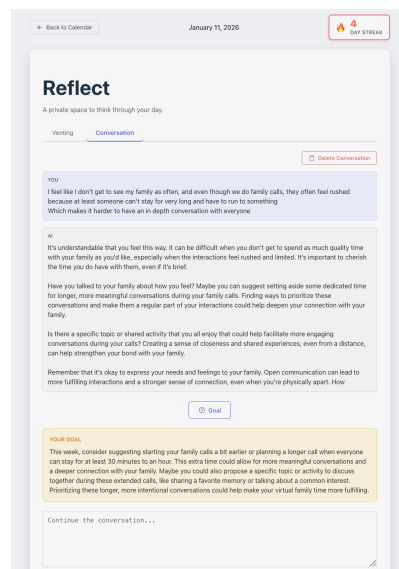 ← Back to Calendar
January 11, 2026
4
DAY STREAK
Reflect
A private space to think through your day.
Venting
Conversation
Delete Conversation
YOU
I feel like I don't get to see my family as often, and even though we do family calls, they often feel rushed
because at least someone can't stay for very long and have to run to something
Which makes it harder to have an in depth conversation with everyone
AI
It's understandable that you feel this way. It can be difficult when you don't get to spend as much quality time
with your family as you'd like, especially when the interactions feel rushed and limited. It's important to cherish
the time you do have with them, even if it's brief.
Have you talked to your family about how you feel? Maybe you can suggest setting aside some dedicated time
for longer, more meaningful conversations during your family calls. Finding ways to prioritize these
conversations and make them a regular part of your interactions could help deepen your connection with your
family.
Is there a specific topic or shared activity that you all enjoy that could help facilitate more engaging
conversations during your calls? Creating a sense of closeness and shared experiences, even from a distance,
can help strengthen your bond with your family.
Remember that it's okay to express your needs and feelings to your family. Open communication can lead to
more fulfilling interactions and a stronger sense of connection, even when you're physically apart. How
Goal
YOUR GOAL
This week, consider suggesting starting your family calls a bit earlier or planning a longer call when everyone
can stay for at least 30 minutes to an hour. This extra time could allow for more meaningful conversations and
a deeper connection with your family. Maybe you could also propose a specific topic or activity to discuss
together during these extended calls, like sharing a favorite memory or talking about a common interest.
Prioritizing these longer, more intentional conversations could help make your virtual family time more fulfilling.
Continue the conversation...